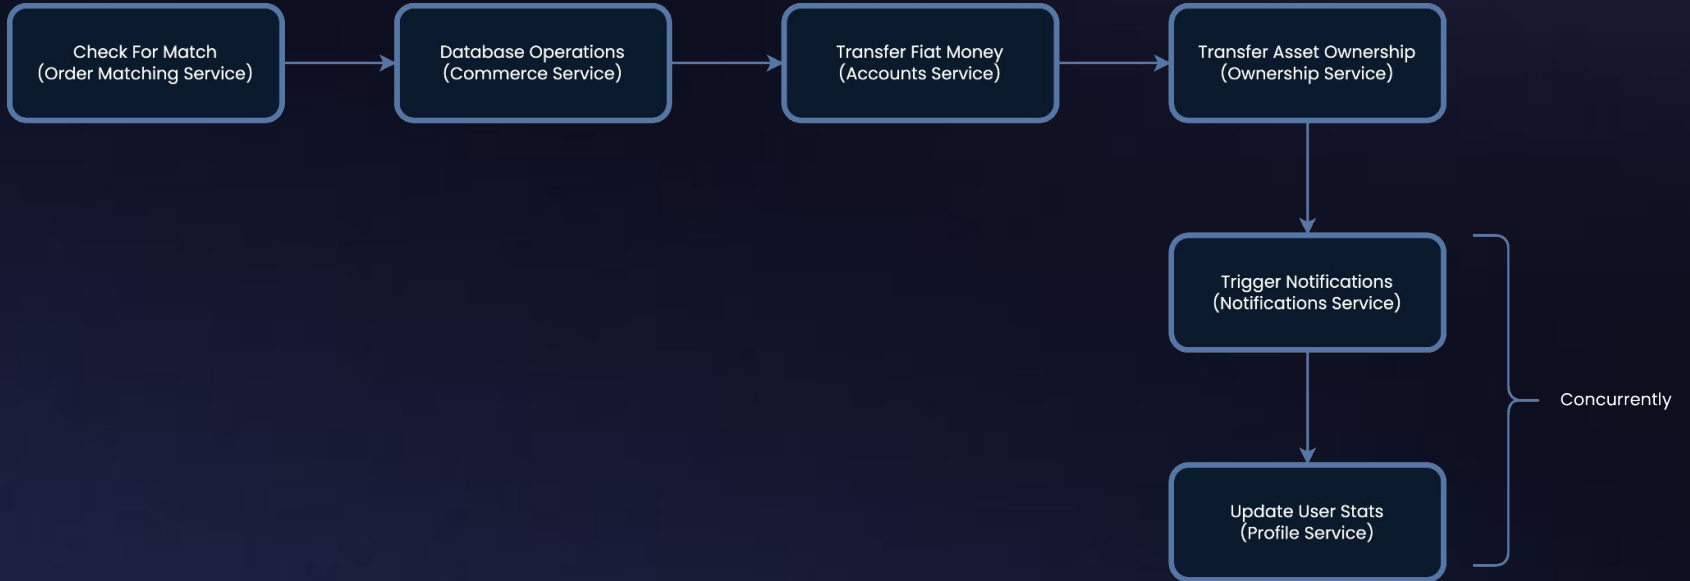 Check For Match
(Order Matching Service)
Database Operations
(Commerce Service)
Transfer Fiat Money
(Accounts Service)
Transfer Asset Ownership
(Ownership Service)
Trigger Notifications
(Notifications Service)
Concurrently
Update User Stats
(Profile Service)